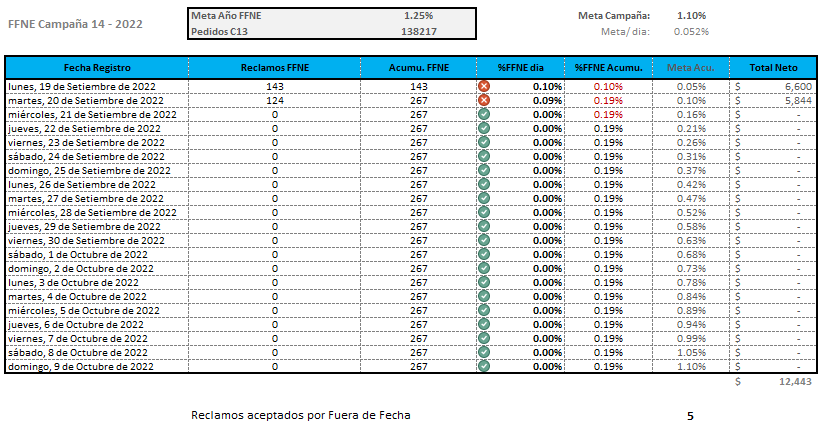 FFNE Campaña 14 - 2022
Meta Año FFNE 1.25%
Pedidos C13 138217
Meta Campaña: 1.10%
Meta/ dia: 0.052%
Fecha Registro Reclamos FFNE Acumu. FFNE %FFNE dia %FFNE Acumu. Meta Acu. Total Neto
lunes, 19 de Setiembre de 2022 143 143 0.10% 0.10% 0.05% $ 6,600
martes, 20 de Setiembre de 2022 124 267 0.09% 0.19% 0.10% $ 5,844
miércoles, 21 de Setiembre de 2022 0 267 0.00% 0.19% 0.16% $ -
jueves, 22 de Setiembre de 2022 0 267 0.00% 0.19% 0.21% $ -
viernes, 23 de Setiembre de 2022 0 267 0.00% 0.19% 0.26% $ -
sábado, 24 de Setiembre de 2022 0 267 0.00% 0.19% 0.31% $ -
domingo, 25 de Setiembre de 2022 0 267 0.00% 0.19% 0.37% $ -
lunes, 26 de Setiembre de 2022 0 267 0.00% 0.19% 0.42% $ -
martes, 27 de Setiembre de 2022 0 267 0.00% 0.19% 0.47% $ -
miércoles, 28 de Setiembre de 2022 0 267 0.00% 0.19% 0.52% $ -
jueves, 29 de Setiembre de 2022 0 267 0.00% 0.19% 0.58% $ -
viernes, 30 de Setiembre de 2022 0 267 0.00% 0.19% 0.63% $ -
sábado, 1 de Octubre de 2022 0 267 0.00% 0.19% 0.68% $ -
domingo, 2 de Octubre de 2022 0 267 0.00% 0.19% 0.73% $ -
lunes, 3 de Octubre de 2022 0 267 0.00% 0.19% 0.78% $ -
martes, 4 de Octubre de 2022 0 267 0.00% 0.19% 0.84% $ -
miércoles, 5 de Octubre de 2022 0 267 0.00% 0.19% 0.89% $ -
jueves, 6 de Octubre de 2022 0 267 0.00% 0.19% 0.94% $ -
viernes, 7 de Octubre de 2022 0 267 0.00% 0.19% 0.99% $ -
sábado, 8 de Octubre de 2022 0 267 0.00% 0.19% 1.05% $ -
domingo, 9 de Octubre de 2022 0 267 0.00% 0.19% 1.10% $ -
$ 12,443
Reclamos aceptados por Fuera de Fecha 5